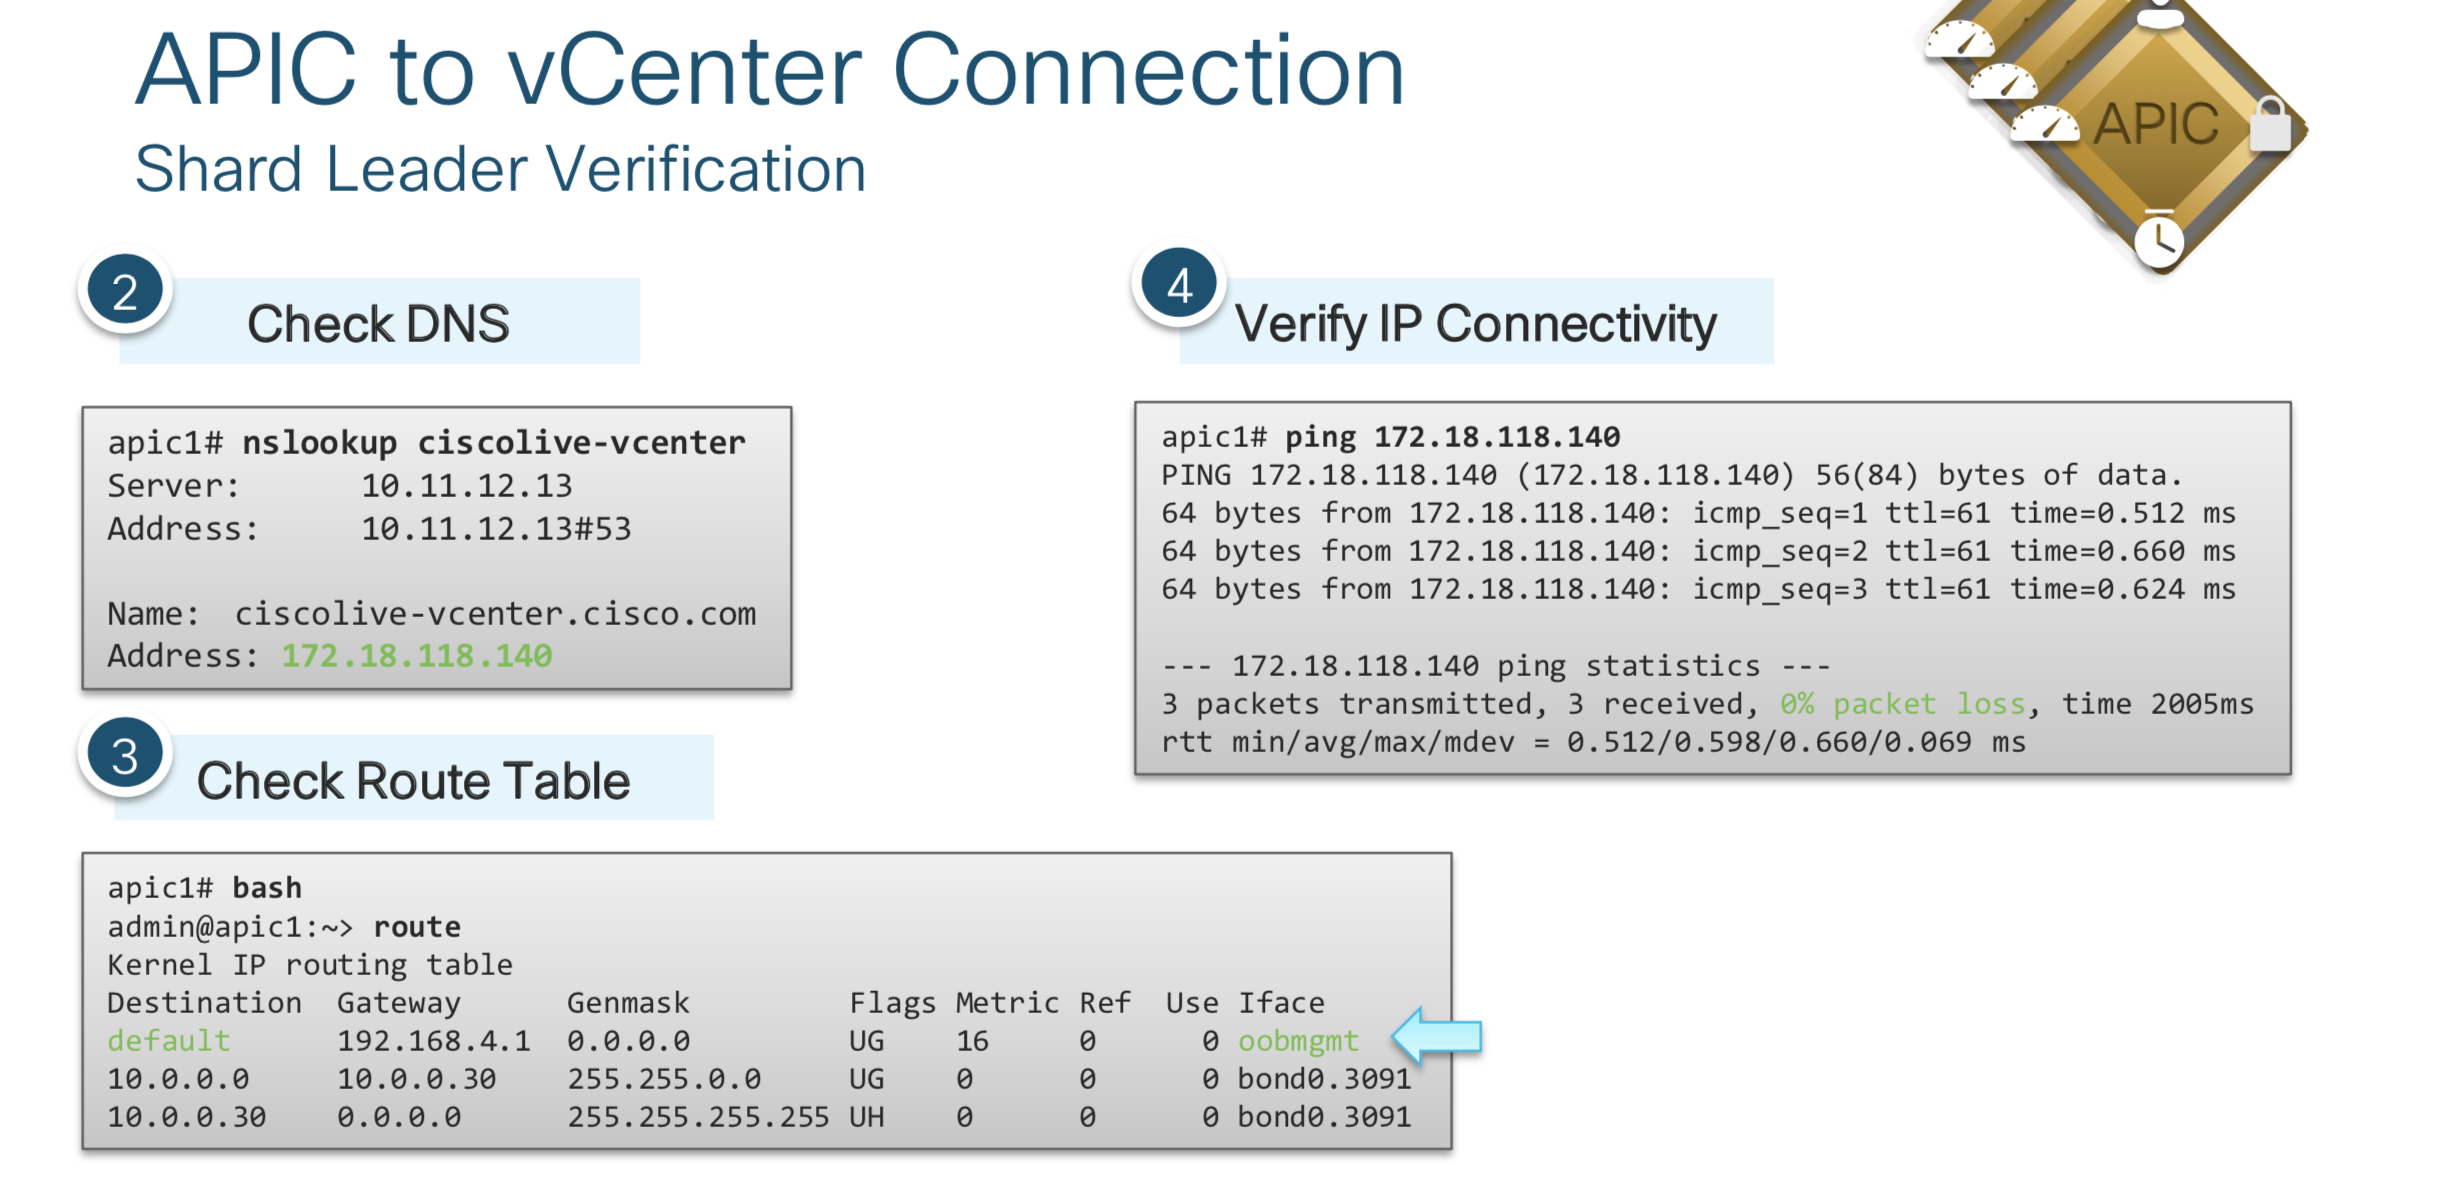 APIC to vCenter Connection
Shard Leader Verification
APIC
2
Check DNS
apic1# nslookup ciscolive-vcenter
Server: 10.11.12.13
Address: 10.11.12.13#53
Name: ciscolive-vcenter.cisco.com
Address: 172.18.118.140
3
Check Route Table
apic1# bash
admin@apic1:~> route
Kernel IP routing table
Destination Gateway Genmask Flags Metric Ref Use Iface
default 192.168.4.1 0.0.0.0 UG 16 0 0 oobmgmt
10.0.0.0 10.0.0.30 255.255.0.0 UG 0 0 0 bond0.3091
10.0.0.30 0.0.0.0 255.255.255.255 UH 0 0 0 bond0.3091
4
Verify IP Connectivity
apic1# ping 172.18.118.140
PING 172.18.118.140 (172.18.118.140) 56(84) bytes of data.
64 bytes from 172.18.118.140: icmp_seq=1 ttl=61 time=0.512 ms
64 bytes from 172.18.118.140: icmp_seq=2 ttl=61 time=0.660 ms
64 bytes from 172.18.118.140: icmp_seq=3 ttl=61 time=0.624 ms
--- 172.18.118.140 ping statistics ---
3 packets transmitted, 3 received, 0% packet loss, time 2005ms
rtt min/avg/max/mdev = 0.512/0.598/0.660/0.069 ms